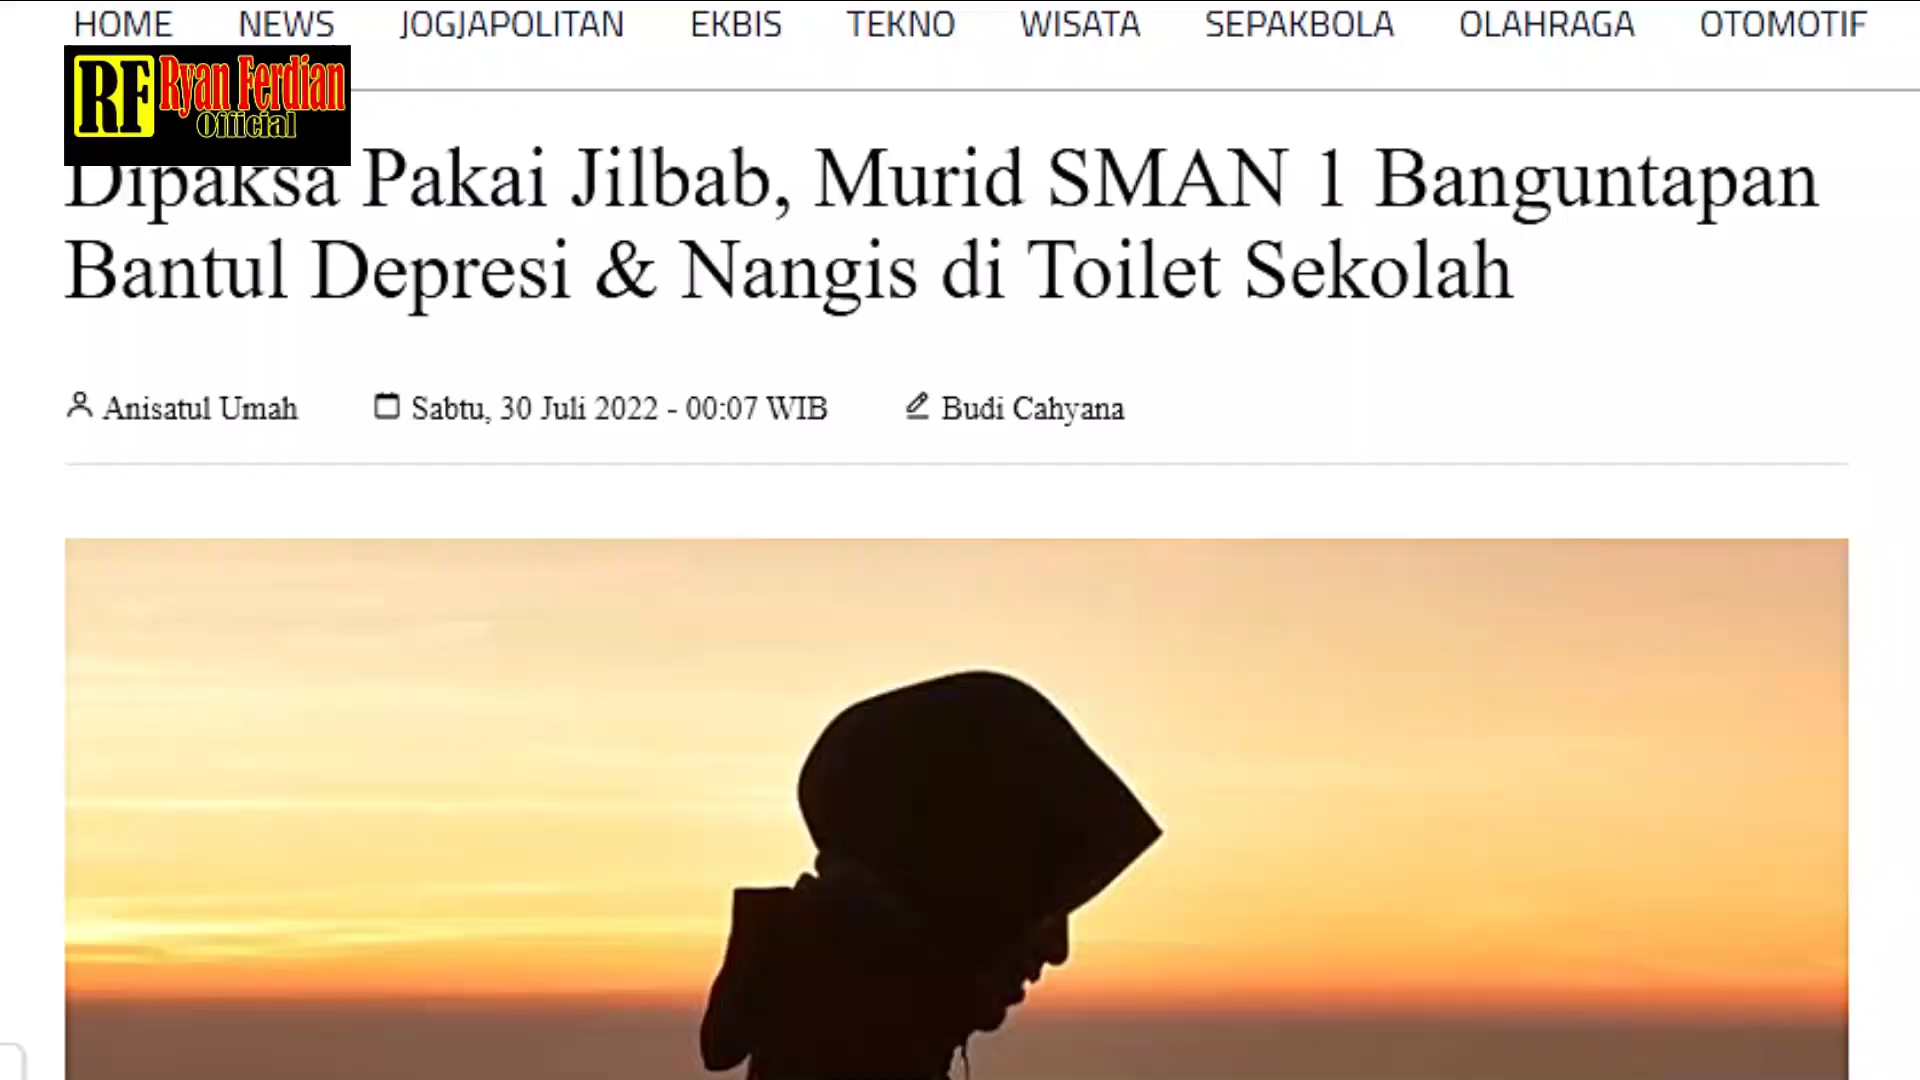 HOME NEWS JOGJAPOLITAN EKBIS TEKNO WISATA SEPAKBOLA OLAHRAGA OTOMOTIF
RF Ryan Ferdian
Official
Dipaksa Pakai Jilbab, Murid SMAN 1 Banguntapan
Bantul Depresi & Nangis di Toilet Sekolah
Anisatul Umah Sabtu, 30 Juli 2022 - 00:07 WIB Budi Cahyana